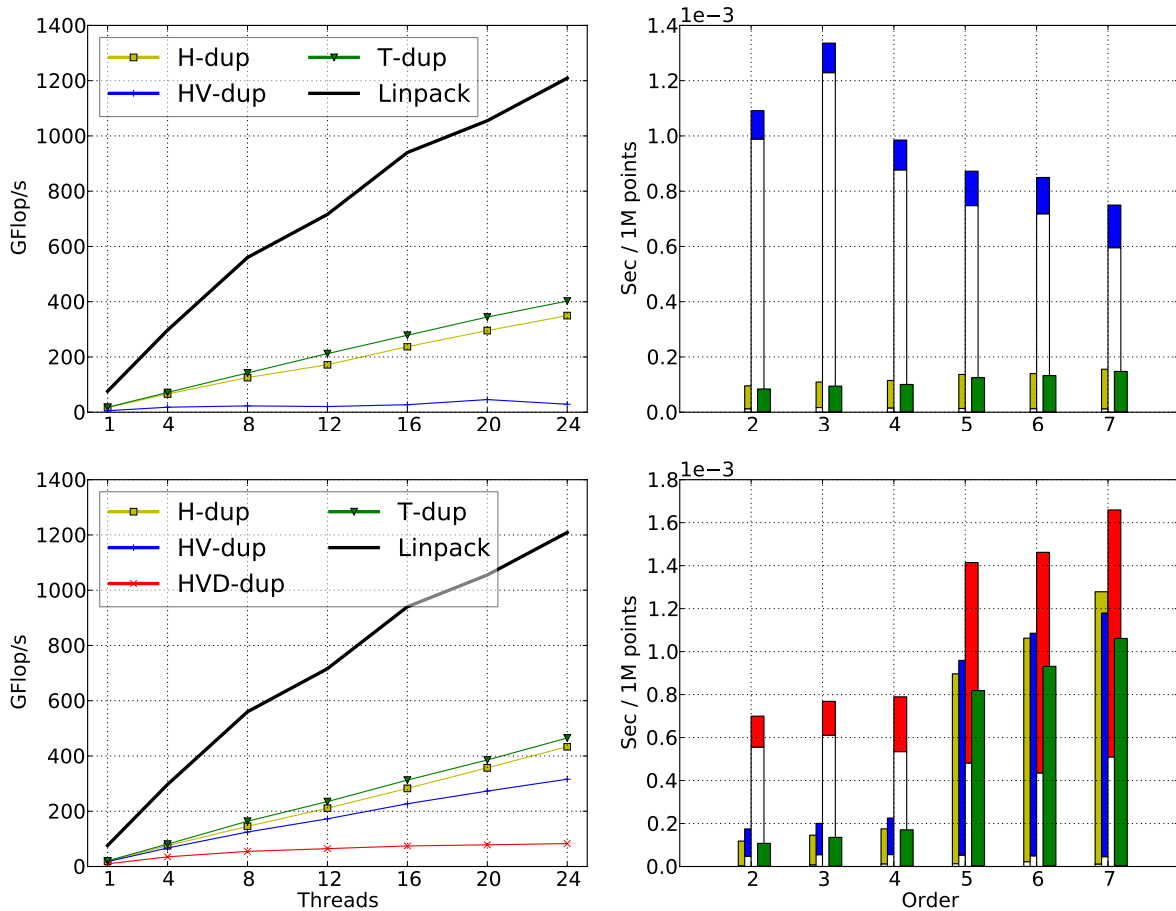 1400
1200
1000
800
600
400
200
0
GFlop/s
H-dup
T-dup
HV-dup
Linpack
1 4 8 12 16 20 24
1e−3
1.4
1.2
1.0
0.8
0.6
0.4
0.2
0.0
Sec / 1M points
2 3 4 5 6 7
1400
1200
1000
800
600
400
200
0
GFlop/s
H-dup
T-dup
HV-dup
Linpack
HVD-dup
1 4 8 12 16 20 24
Threads
1e−3
1.8
1.6
1.4
1.2
1.0
0.8
0.6
0.4
0.2
0.0
Sec / 1M points
2 3 4 5 6 7
Order